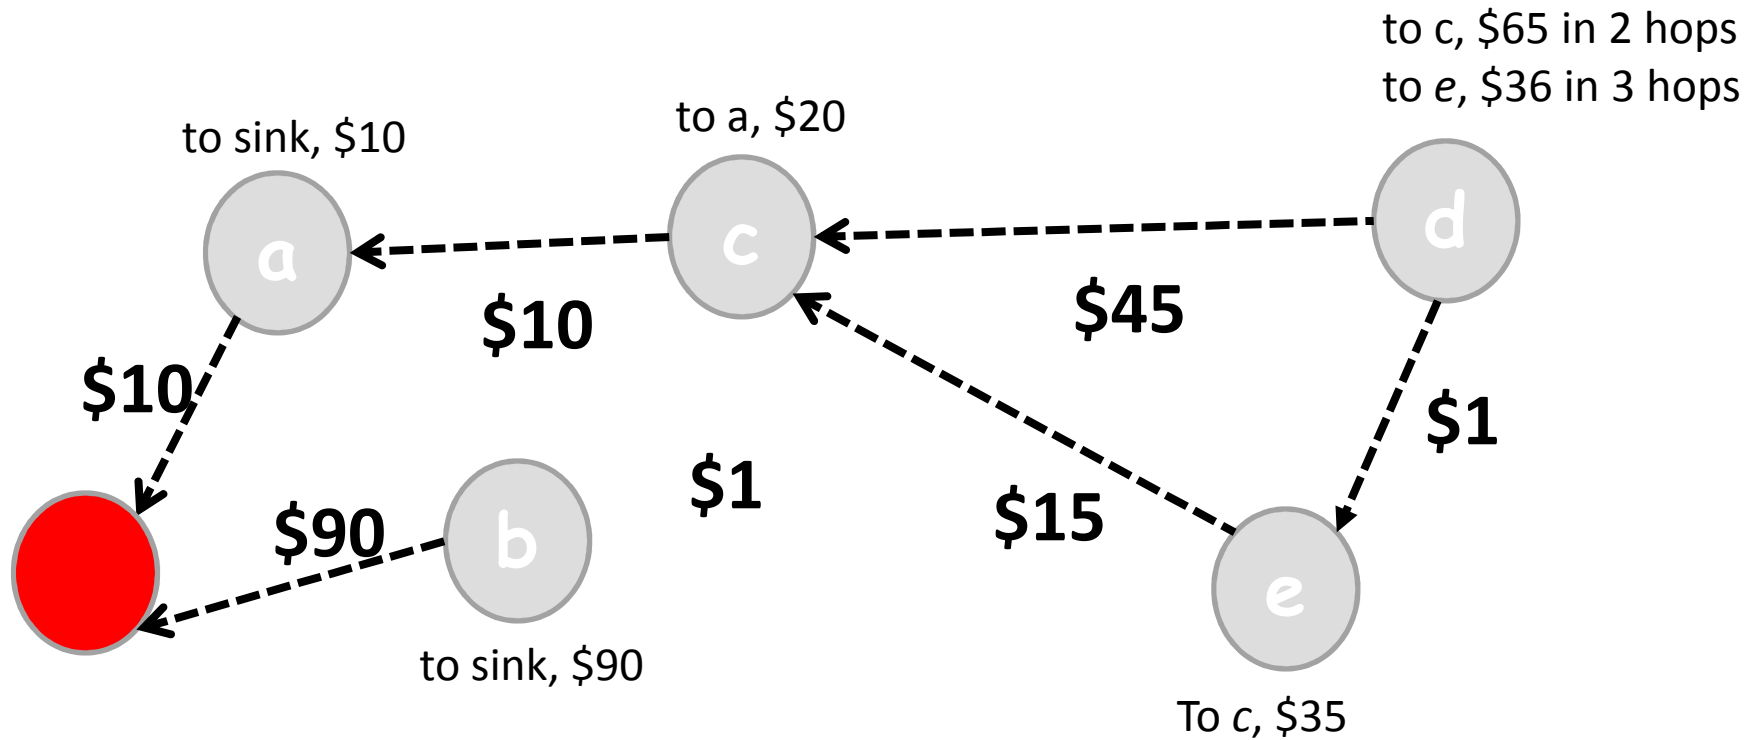 to c, $65 in 2 hops
to e, $36 in 3 hops
to sink, $10
to a, $20
a
c
d
$10
$45
$10
$1
$90
b
$1
$15
e
to sink, $90
To c, $35